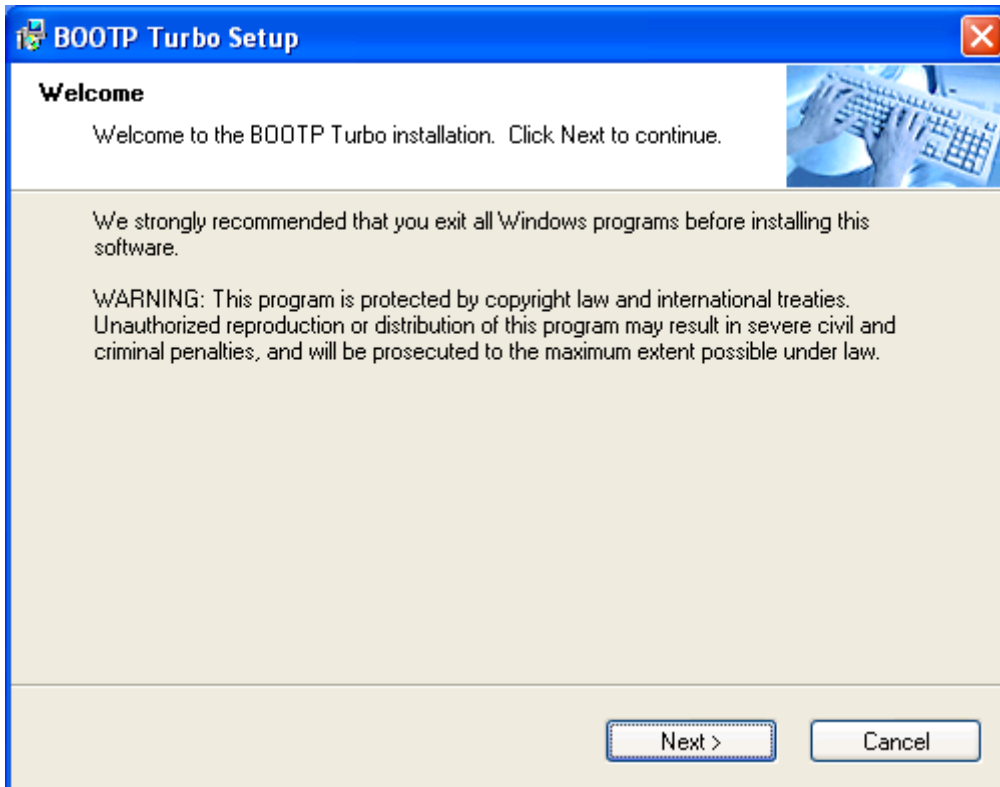 BOOTP Turbo Setup
Welcome
Welcome to the BOOTP Turbo installation. Click Next to continue.
We strongly recommended that you exit all Windows programs before installing this
software.
WARNING: This program is protected by copyright law and international treaties.
Unauthorized reproduction or distribution of this program may result in severe civil and
criminal penalties, and will be prosecuted to the maximum extent possible under law.
Next >
Cancel